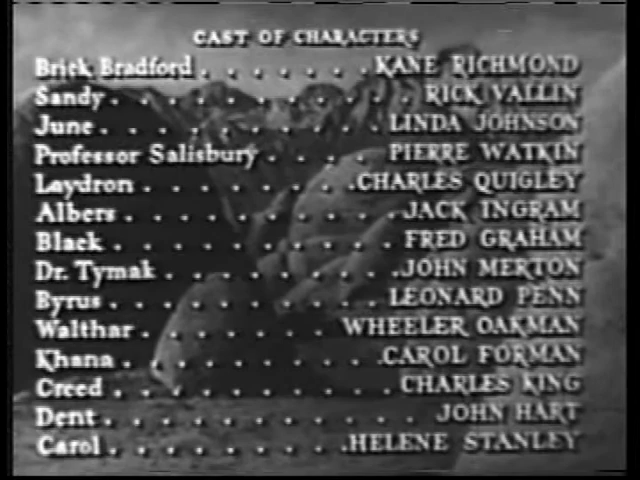 CAST OF CHARACTERS
Brick Bradford . . . . . . . KANE RICHMOND
Sandy . . . . . . . . . . RICK VALLIN
June . . . . . . . . . . LINDA JOHNSON
Professor Salisbury . . . . PIERRE WATKIN
Laydron . . . . . . . . CHARLES QUIGLEY
Albers . . . . . . . . . . JACK INGRAM
Black . . . . . . . . . . FRED GRAHAM
Dr. Tymak . . . . . . . . JOHN MERTON
Byrus . . . . . . . . . . LEONARD PENN
Walthar . . . . . . . WHEELER OAKMAN
Khana . . . . . . . . . . CAROL FORMAN
Creed . . . . . . . . . . CHARLES KING
Dent . . . . . . . . . . . JOHN HART
Carol . . . . . . . . . HELENE STANLEY